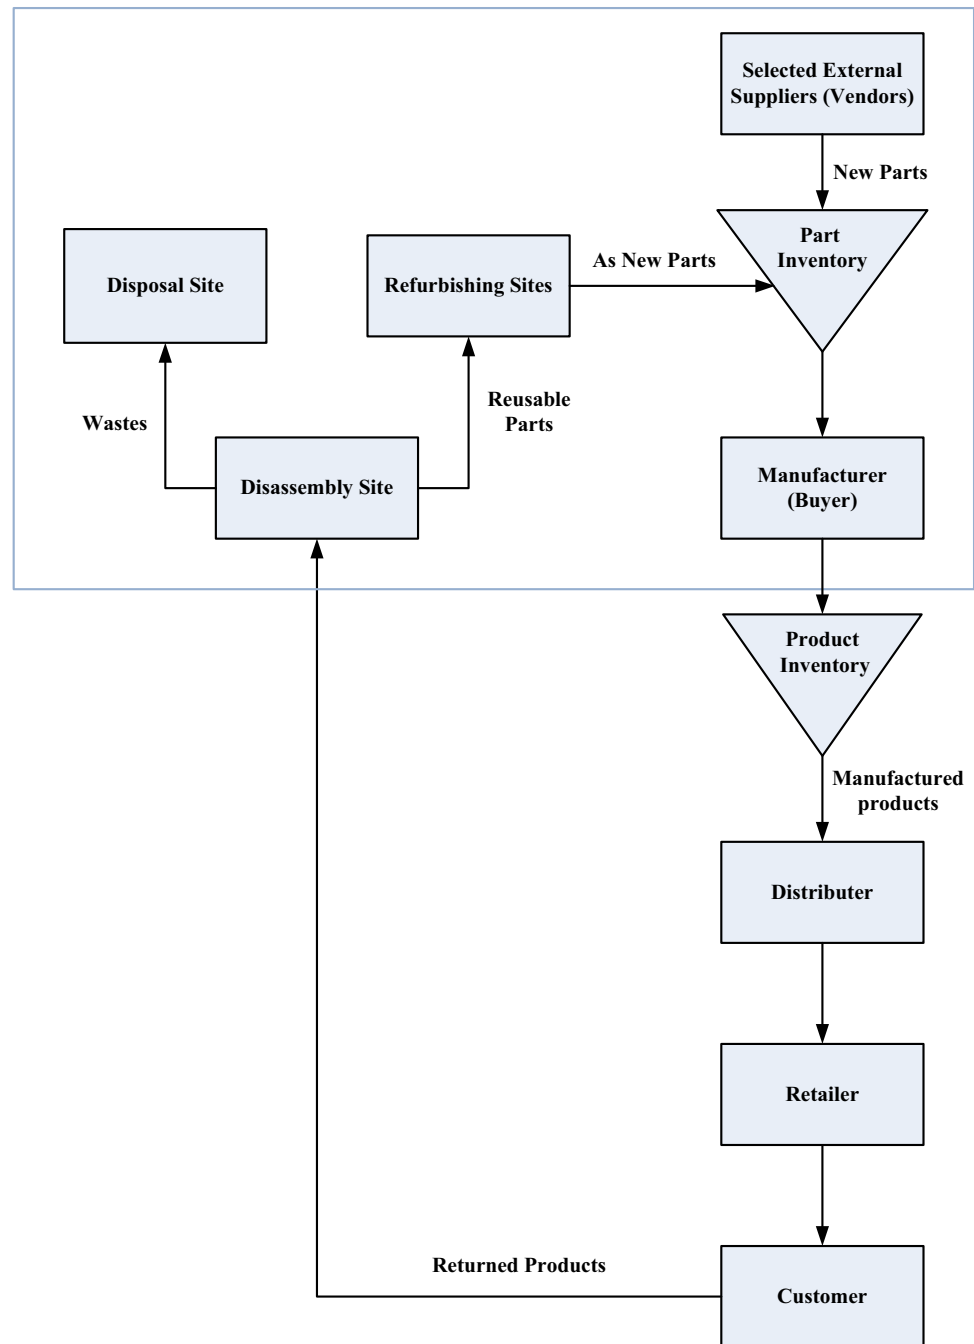 Selected External
Suppliers (Vendors)
New Parts
Part
Inventory
As New Parts
Disposal Site
Refurbishing Sites
Wastes
Reusable
Parts
Disassembly Site
Manufacturer
(Buyer)
Product
Inventory
Manufactured
products
Distributer
Retailer
Returned Products
Customer